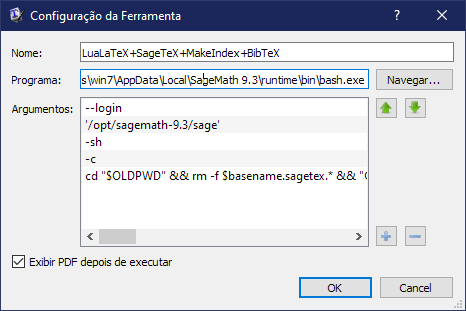 Configuração da Ferramenta
Nome: LuaLaTeX+SageTeX+MakeIndex+BibTeX
Programa: s\win7\AppData\Local\SageMath 9.3\runtime\bin\bash.exe Navegar...
Argumentos: --login
'/opt/sagemath-9.3/sage'
-sh
-c
cd "$OLDPWD" && rm -f $basename.sagetex.* && "
Exibir PDF depois de executar
OK Cancel